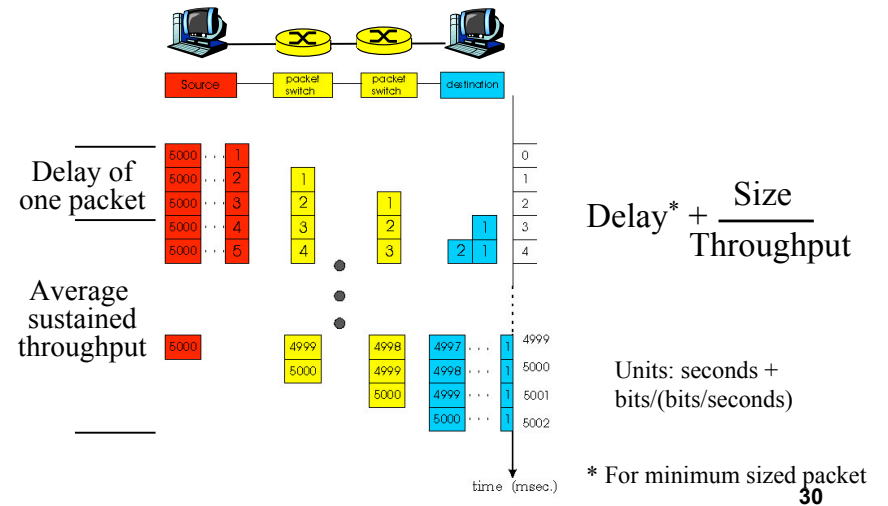 Source
packet switch
packet switch
destination
Delay of
one packet
5000 . . . 1
0
5000 . . . 2
1
1
5000 . . . 3
2
1
2
5000 . . . 4
3
2
1
3
5000 . . . 5
4
3
2 1
4
Delay* + Size
Throughput
Average
sustained
throughput
5000
4999
4998
4997 . . . 1
4999
5000
4999
4998 . . . 1
5000
5000
4999 . . . 1
5001
5000 . . . 1
5002
Units: seconds +
bits/(bits/seconds)
time (msec.)
* For minimum sized packet
30